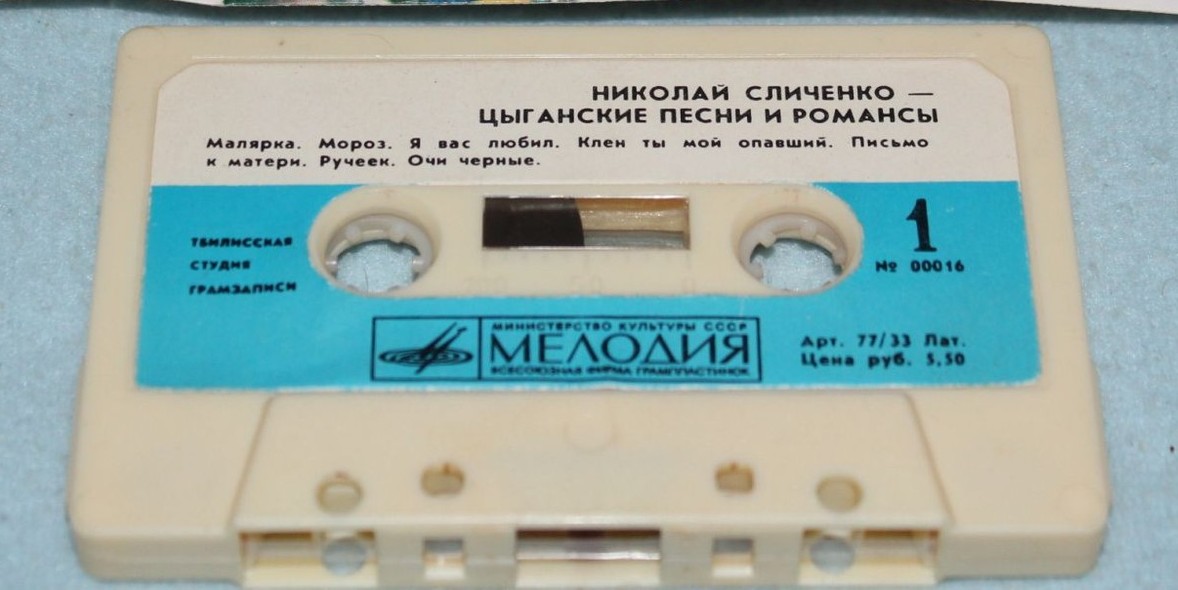 НИКОЛАЙ СЛИЧЕНКО —
ЦЫГАНСКИЕ ПЕСНИ И РОМАНСЫ
Малярка. Мороз. Я вас любил. Клен ты мой опавший. Письмо
к матери. Ручеек. Очи черные.
ТБИЛИССКАЯ
СТУДИЯ
ГРАМЗАПИСИ
1
№ 00016
МИНИСТЕРСТВО КУЛЬТУРЫ СССР
МЕЛОДИЯ
ВСЕСОЮЗНАЯ ФИРМА ГРАМПЛАСТИНОК
Арт. 77/33 Лат.
Цена руб. 5,50